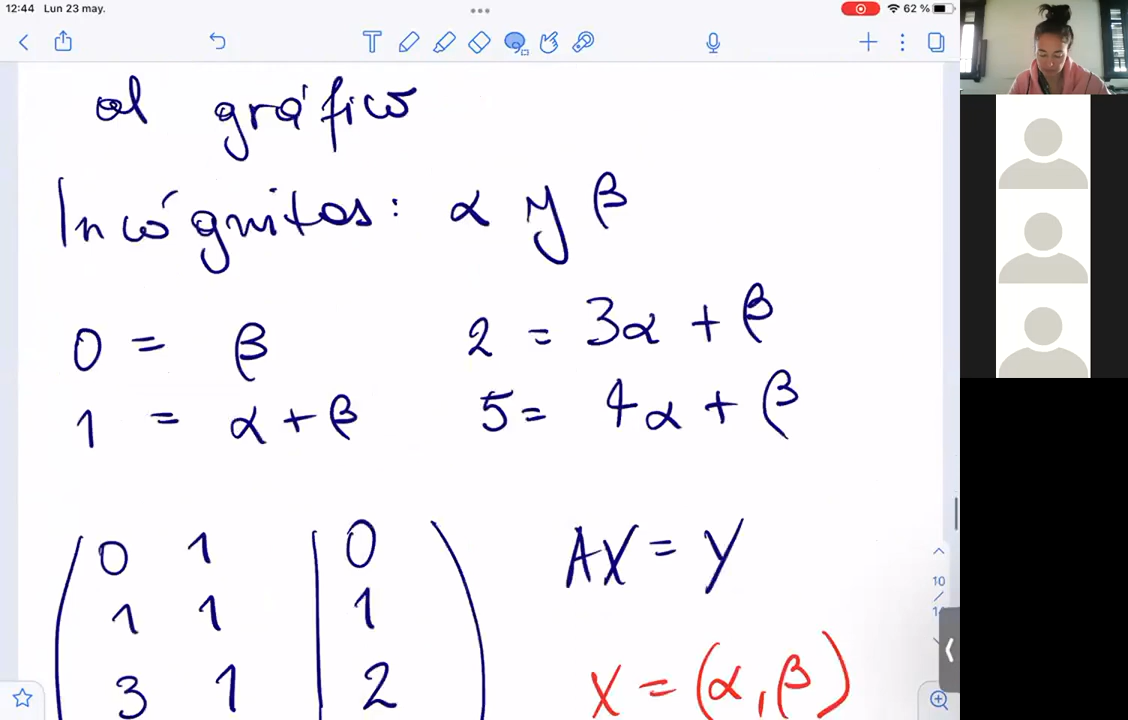 12:44 Lun 23 may. 62 %
al gráfico
Incógnitas: α y β
0 = β 2 = 3α + β
1 = α + β 5 = 4α + β
0 1 | 0 AX = Y
1 1 | 1
3 1 | 2 X = (α, β)
10
/